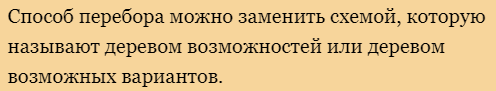 Способ перебора можно заменить схемой, которую
называют деревом возможностей или деревом
возможных вариантов.